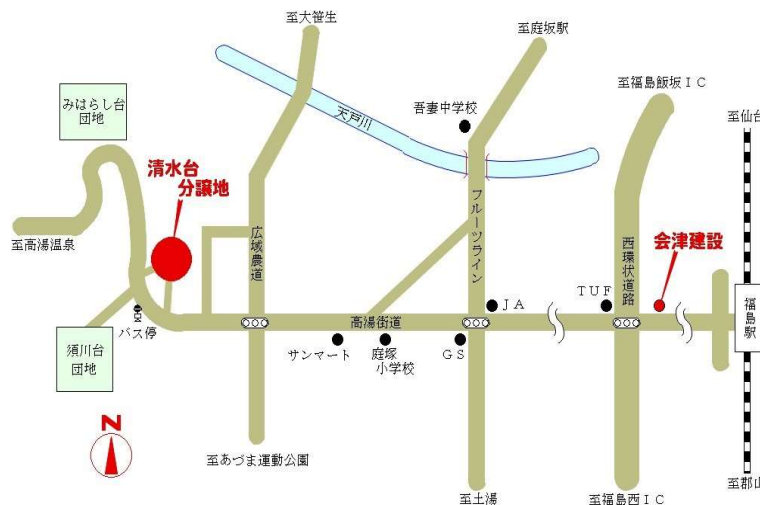 至大笹生
至庭坂駅
至福島飯坂ＩＣ
至仙台
みはらし台
団地
天戸川
吾妻中学校
清水台
分譲地
広域農道
フルーツライン
西環状道路
会津建設
至高湯温泉
ＪＡ
ＴＵＦ
福島駅
バス停
高湯街道
須川台
団地
サンマート
庭塚
小学校
ＧＳ
N
至あづま運動公園
至土湯
至福島西ＩＣ
至郡山